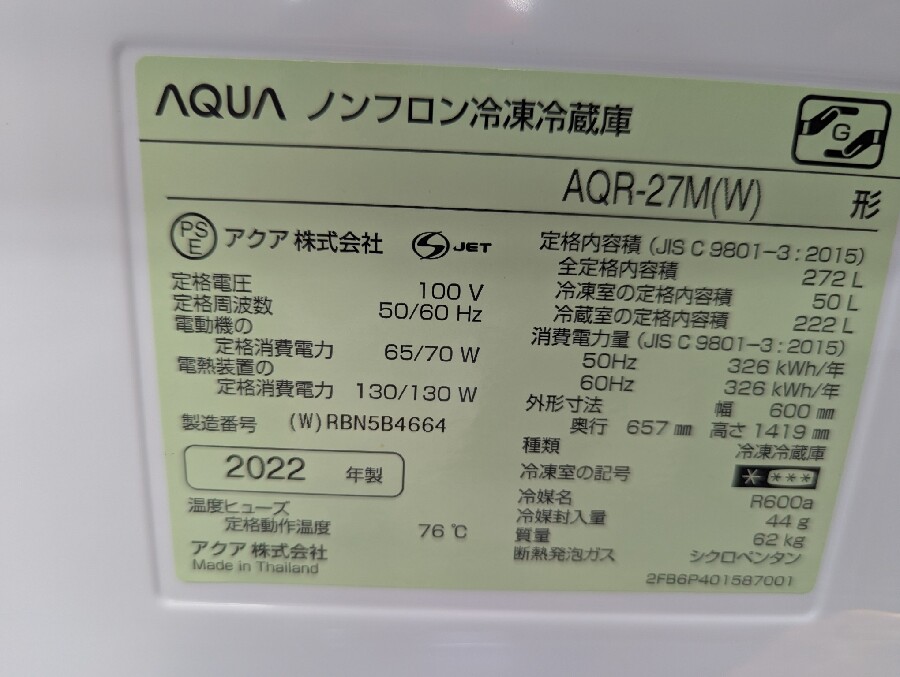 AQUA ノンフロン冷凍冷蔵庫
G
AQR-27M(W) 形
PSE アクア 株式会社 S JET
定格電圧 100 V
定格周波数 50/60 Hz
電動機の
定格消費電力 65/70 W
電熱装置の
定格消費電力 130/130 W
製造番号 (W)RBN5B4664
2022 年製
温度ヒューズ
定格動作温度 76 ℃
アクア 株式会社
Made in Thailand
定格内容積 (JIS C 9801-3:2015)
全定格内容積 272 L
冷凍室の定格内容積 50 L
冷蔵室の定格内容積 222 L
消費電力量 (JIS C 9801-3:2015)
50Hz 326 kWh/年
60Hz 326 kWh/年
外形寸法 幅 600 ㎜
奥行 657 ㎜ 高さ 1419 ㎜
種類 冷凍冷蔵庫
冷凍室の記号 * ***
冷媒名 R600a
冷媒封入量 44 g
質量 62 kg
断熱発泡ガス シクロペンタン
2FB6P401587001